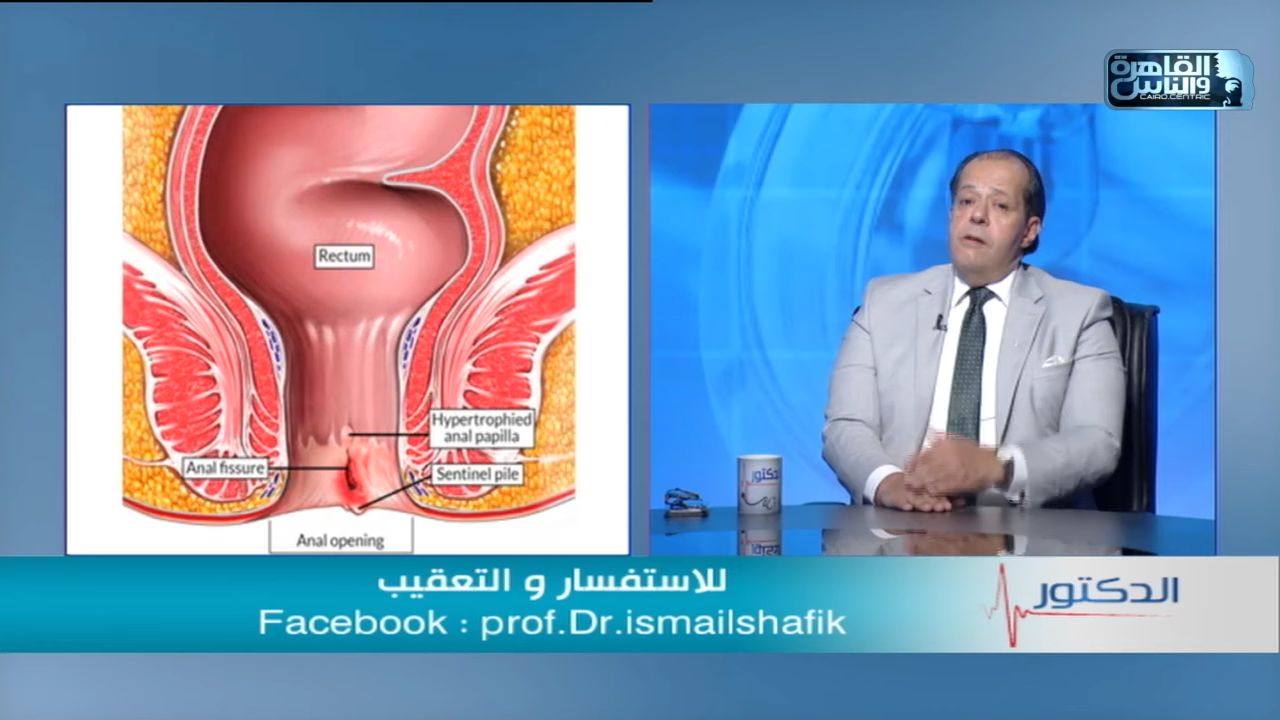 القاهرة
والناس
CAIRO.CENTRIC
Rectum
Hypertrophied
anal papilla
Anal fissure
Sentinel pile
Anal opening
الدكتور
للاستفسار و التعقيب
Facebook : prof.Dr.ismailshafik
الدكتور